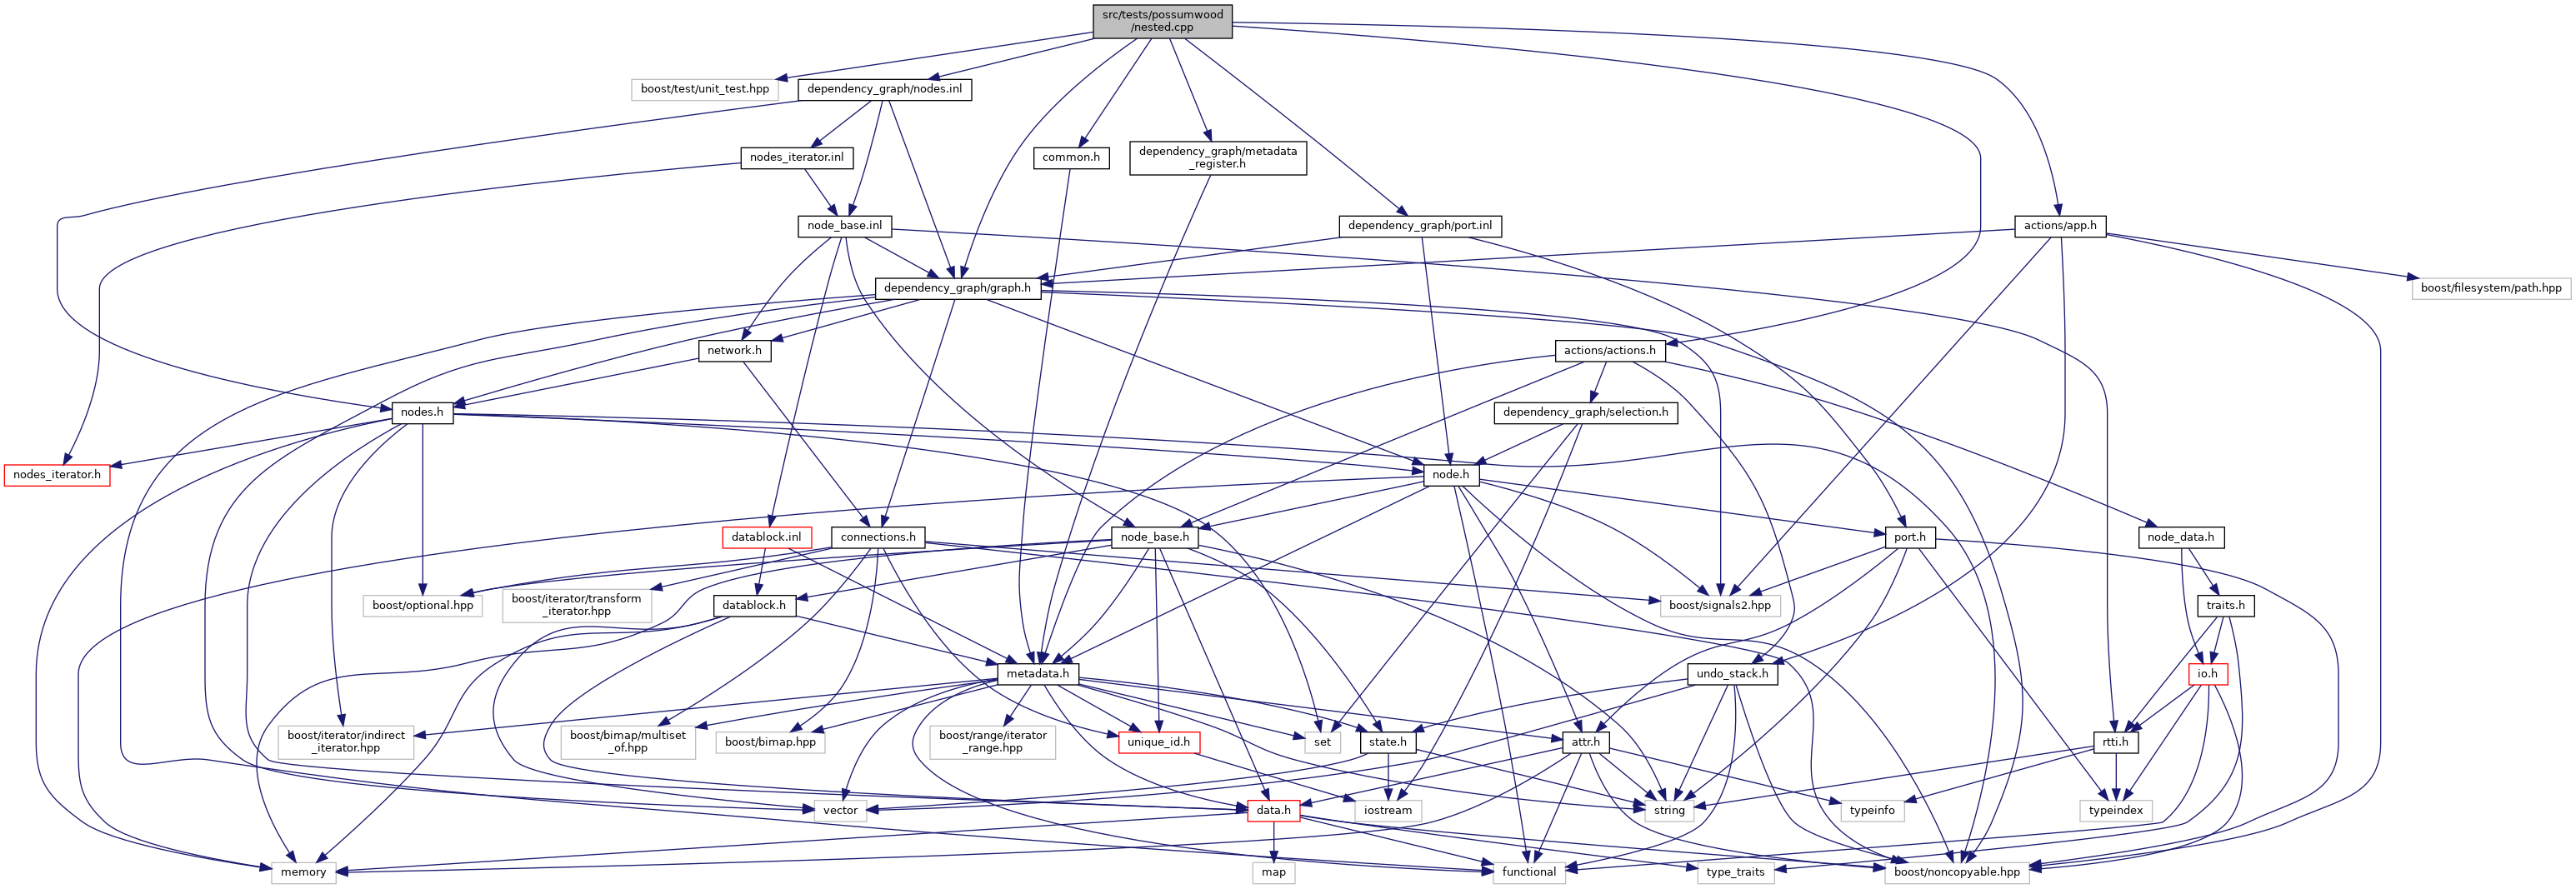 src/tests/possumwood
/nested.cpp
boost/test/unit_test.hpp
dependency_graph/nodes.inl
nodes_iterator.inl
common.h
dependency_graph/metadata
_register.h
node_base.inl
dependency_graph/port.inl
actions/app.h
dependency_graph/graph.h
boost/filesystem/path.hpp
network.h
actions/actions.h
nodes.h
dependency_graph/selection.h
nodes_iterator.h
node.h
datablock.inl
connections.h
node_base.h
port.h
node_data.h
boost/optional.hpp
boost/iterator/transform
_iterator.hpp
datablock.h
boost/signals2.hpp
traits.h
metadata.h
undo_stack.h
io.h
boost/iterator/indirect
_iterator.hpp
boost/bimap/multiset
_of.hpp
boost/bimap.hpp
boost/range/iterator
_range.hpp
unique_id.h
set
state.h
attr.h
rtti.h
vector
data.h
iostream
string
typeinfo
typeindex
memory
map
functional
type_traits
boost/noncopyable.hpp